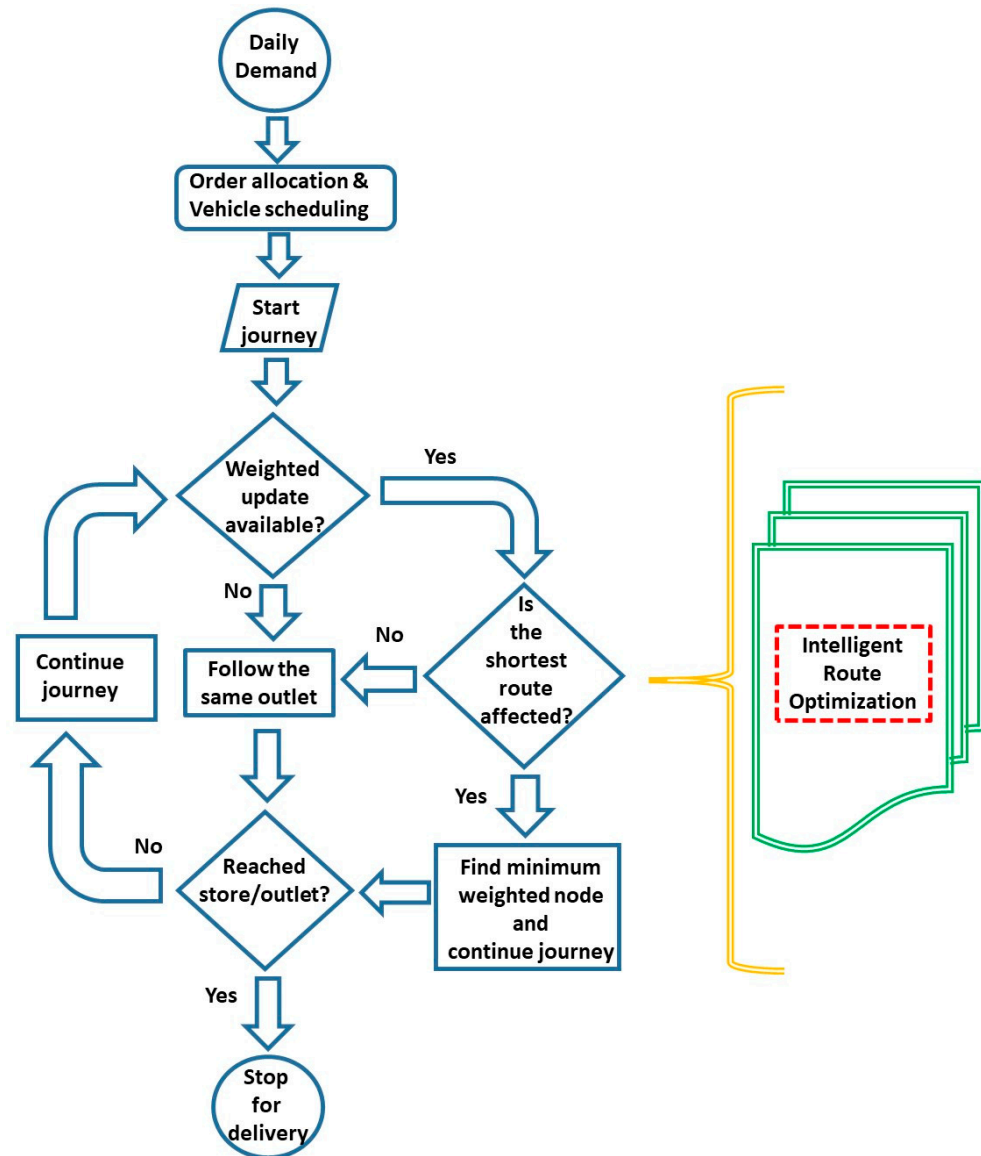 Daily
Demand
Order allocation &
Vehicle scheduling
Start
journey
Weighted
update
available?
Yes
No
Is
the
shortest
route
affected?
No
Follow the
same outlet
Continue
journey
Intelligent
Route
Optimization
Yes
No
Reached
store/outlet?
Find minimum
weighted node
and
continue journey
Yes
Stop
for
delivery